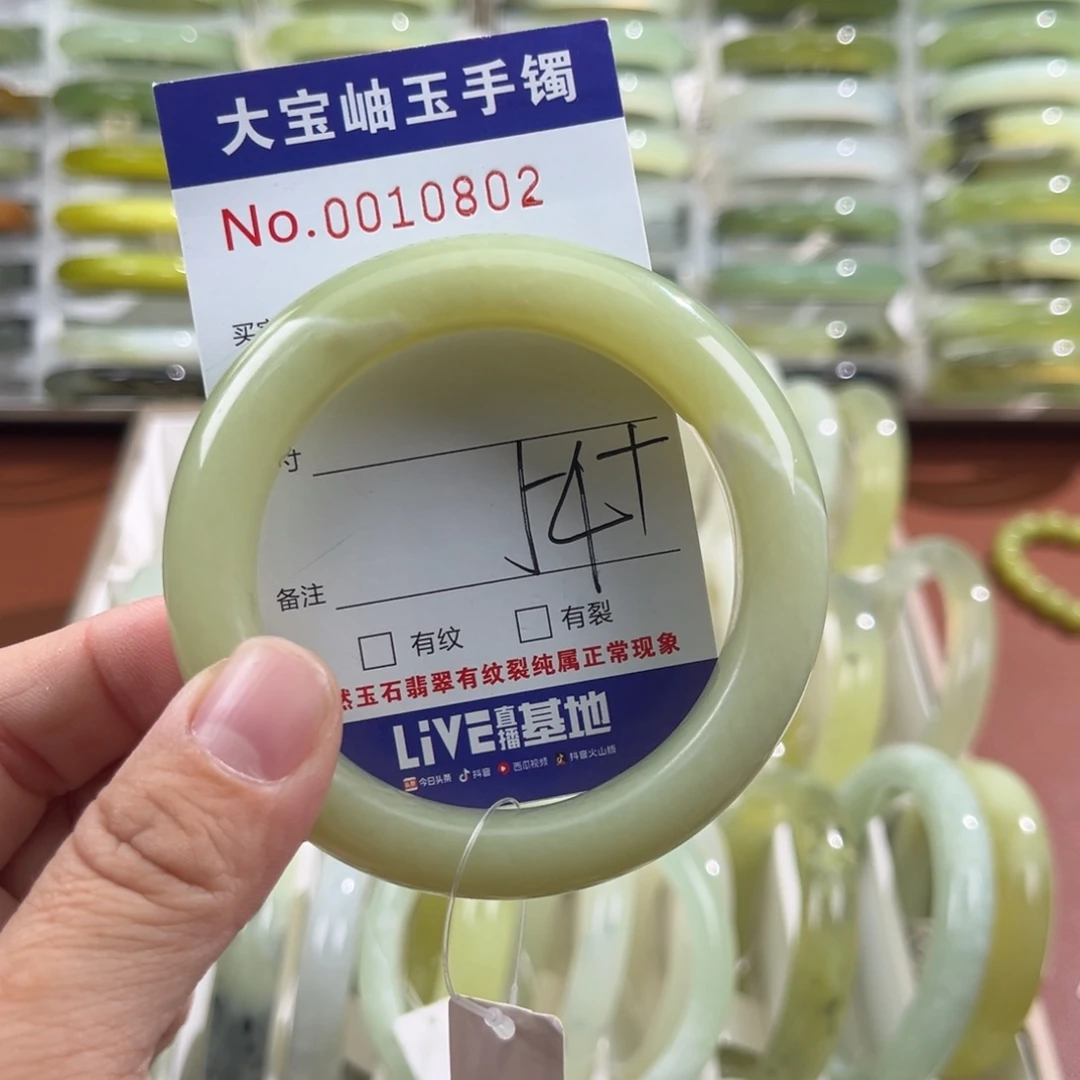 大宝岫玉手镯
No.0010802
买
寸
备注
有纹 有裂
然玉石翡翠有纹裂纯属正常现象
LiVE直播基地
今日头条 抖音 西瓜视频 抖音火山版